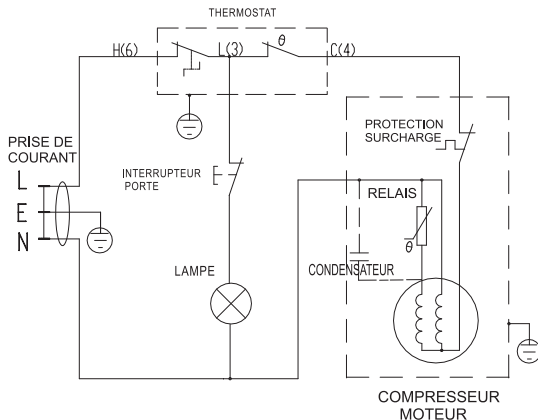 THERMOSTAT
H(6) L(3) θ C(4)
PROTECTION
SURCHARGE
PRISE DE
COURANT
INTERRUPTEUR
PORTE
L
E
N
RELAIS
θ
CONDENSATEUR
LAMPE
COMPRESSEUR
MOTEUR